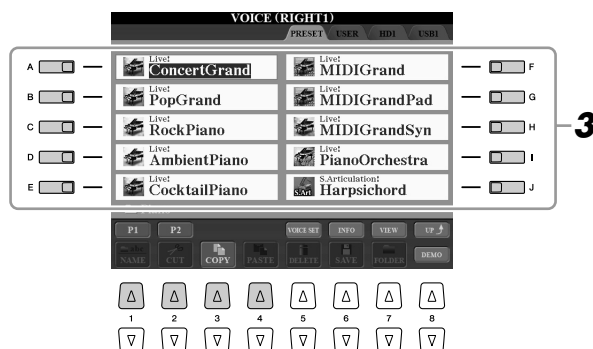 VOICE (RIGHT1)
PRESET USER HD1 USB1
A Live! ConcertGrand Live! MIDIGrand F
B Live! PopGrand Live! MIDIGrandPad G
C Live! RockPiano Live! MIDIGrandSyn H 3
D Live! AmbientPiano Live! PianoOrchestra I
E Live! CocktailPiano S.Art S.Articulation! Harpsichord J
P1 P2 VOICE SET INFO VIEW UP
NAME CUT COPY PASTE DELETE SAVE FOLDER DEMO
1 2 3 4 5 6 7 8